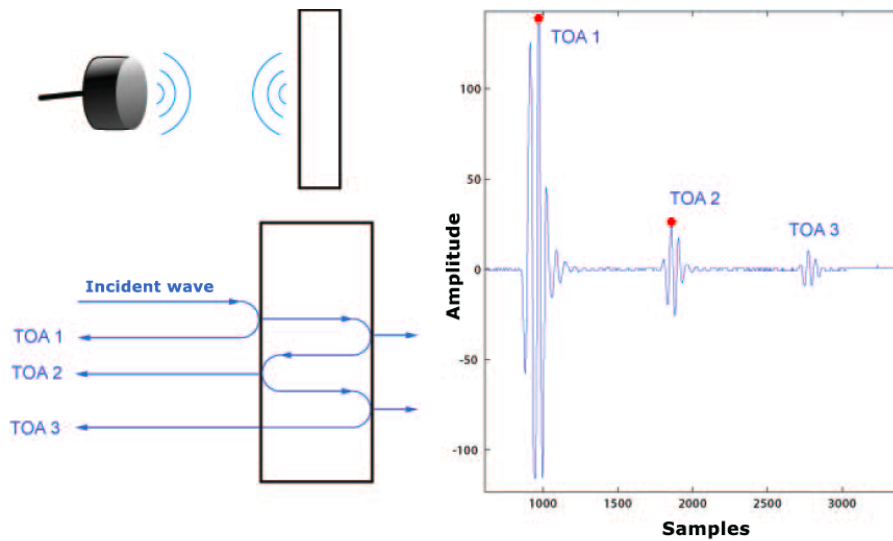 Incident wave
TOA 1
TOA 2
TOA 3
TOA 1
TOA 2
TOA 3
Amplitude
100
50
0
-50
-100
1000
1500
2000
2500
3000
Samples